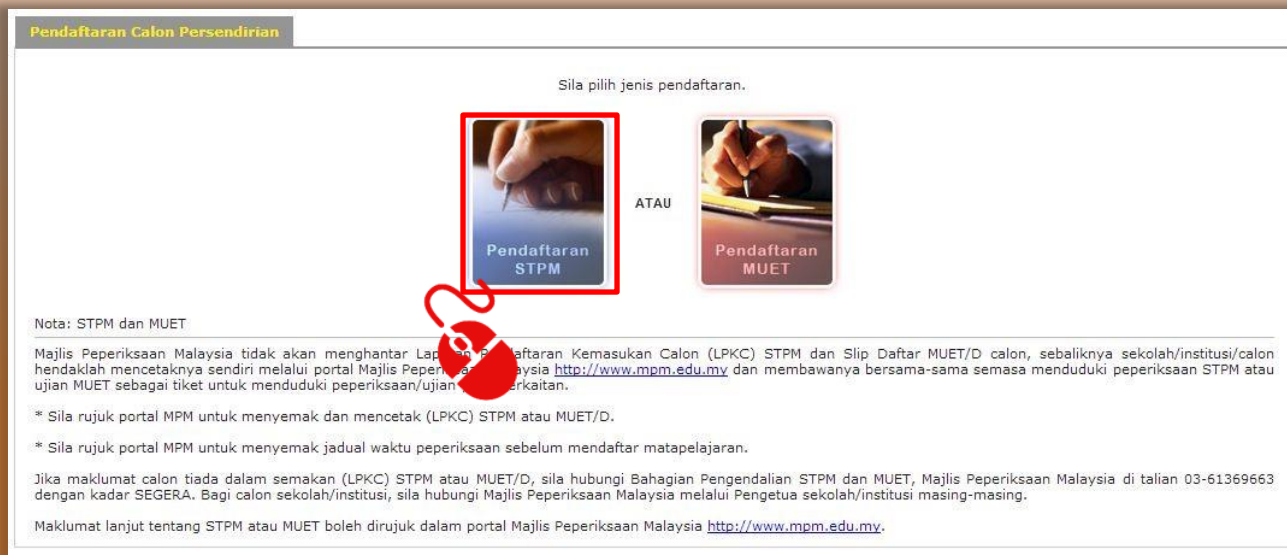 Pendaftaran Calon Persendirian
Sila pilih jenis pendaftaran.
Pendaftaran
STPM
ATAU
Pendaftaran
MUET
Nota: STPM dan MUET
Majlis Peperiksaan Malaysia tidak akan menghantar Kemasukan Calon (LPKC) STPM dan Slip Daftar MUET/D calon, sebaliknya sekolah/institusi/calon
hendaklah mencetaknya sendiri melalui portal Majlis http://www.mpm.edu.my dan membawanya bersama-sama semasa menduduki peperiksaan STPM atau
ujian MUET sebagai tiket untuk menduduki peperiksaan/ujian
* Sila rujuk portal MPM untuk menyemak dan mencetak (LPKC) STPM atau MUET/D.
* Sila rujuk portal MPM untuk menyemak jadual waktu peperiksaan sebelum mendaftar matapelajaran.
Jika maklumat calon tiada dalam semakan (LPKC) STPM atau MUET/D, sila hubungi Bahagian Pengendalian STPM dan MUET, Majlis Peperiksaan Malaysia di talian 03-61369663
dengan kadar SEGERA. Bagi calon sekolah/institusi, sila hubungi Majlis Peperiksaan Malaysia melalui Pengetua sekolah/institusi masing-masing.
Maklumat lanjut tentang STPM atau MUET boleh dirujuk dalam portal Majlis Peperiksaan Malaysia http://www.mpm.edu.my.